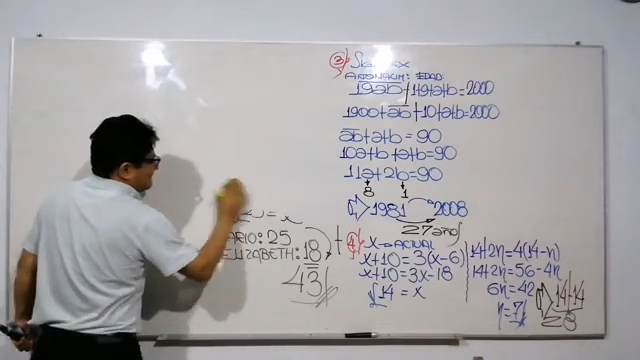 J = x
ARIO: 25
ELIZABETH: 18
43
3
AÑO NACIM: EDAD:
19ab + 1+9+a+b=2000
1900+ab+10+a+b=2000
ab+a+b=90
10a+b+a+b=90
11a+2b=90
8 1
1981 2008
27 años
4 x→ACTUAL
x+10=3(x-6)
x+10=3x-18
14=x
14+2n=4(14-n)
14+2n=56-4n
6n=42
n=7
14+14
28